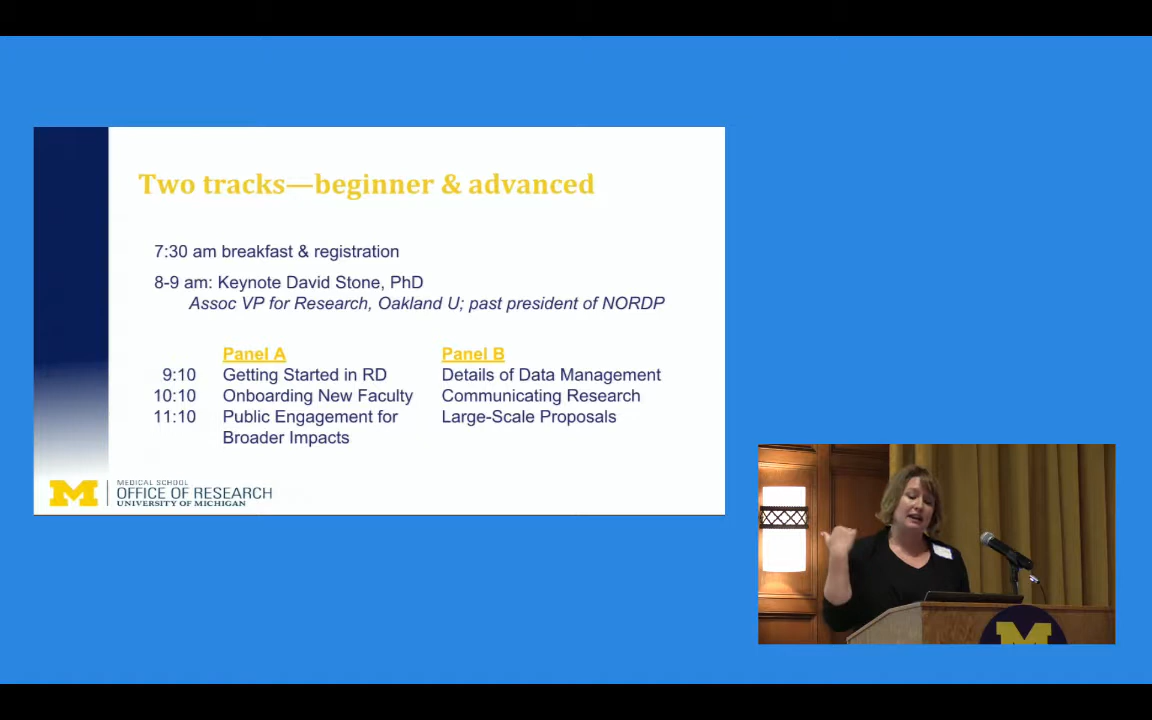 Two tracks—beginner & advanced
7:30 am breakfast & registration
8-9 am: Keynote David Stone, PhD
Assoc VP for Research, Oakland U; past president of NORDP
Panel A Panel B
9:10 Getting Started in RD Details of Data Management
10:10 Onboarding New Faculty Communicating Research
11:10 Public Engagement for Large-Scale Proposals
Broader Impacts
M
MEDICAL SCHOOL
OFFICE OF RESEARCH
UNIVERSITY OF MICHIGAN
M